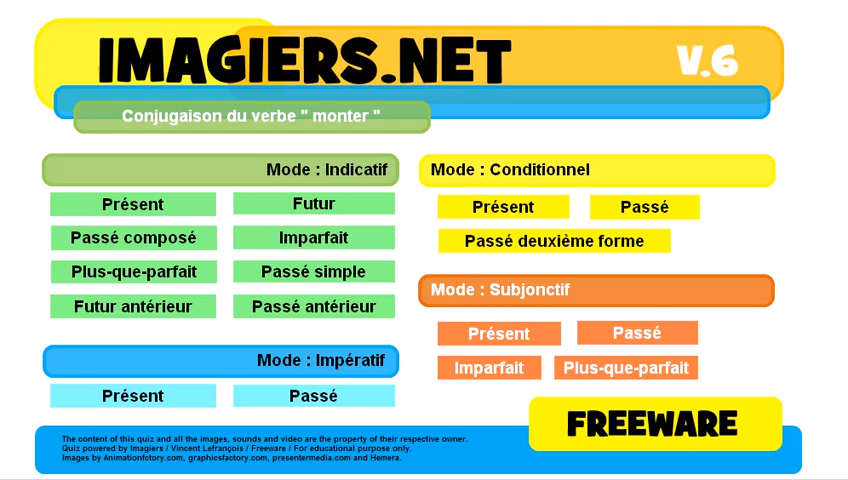 IMAGIERS.NET
V.6
Conjugaison du verbe " monter "
Mode : Indicatif
Présent
Futur
Passé composé
Imparfait
Plus-que-parfait
Passé simple
Futur antérieur
Passé antérieur
Mode : Impératif
Présent
Passé
Mode : Conditionnel
Présent
Passé
Passé deuxième forme
Mode : Subjonctif
Présent
Passé
Imparfait
Plus-que-parfait
FREEWARE
The content of this quiz and all the images, sounds and video are the property of their respective owner.
Quiz powered by Imagiers / Vincent Lefrançois / Freeware / For educational purpose only.
Images by Animationfctory.com, graphicsfactory.com, presentermedia.com and Hemera.